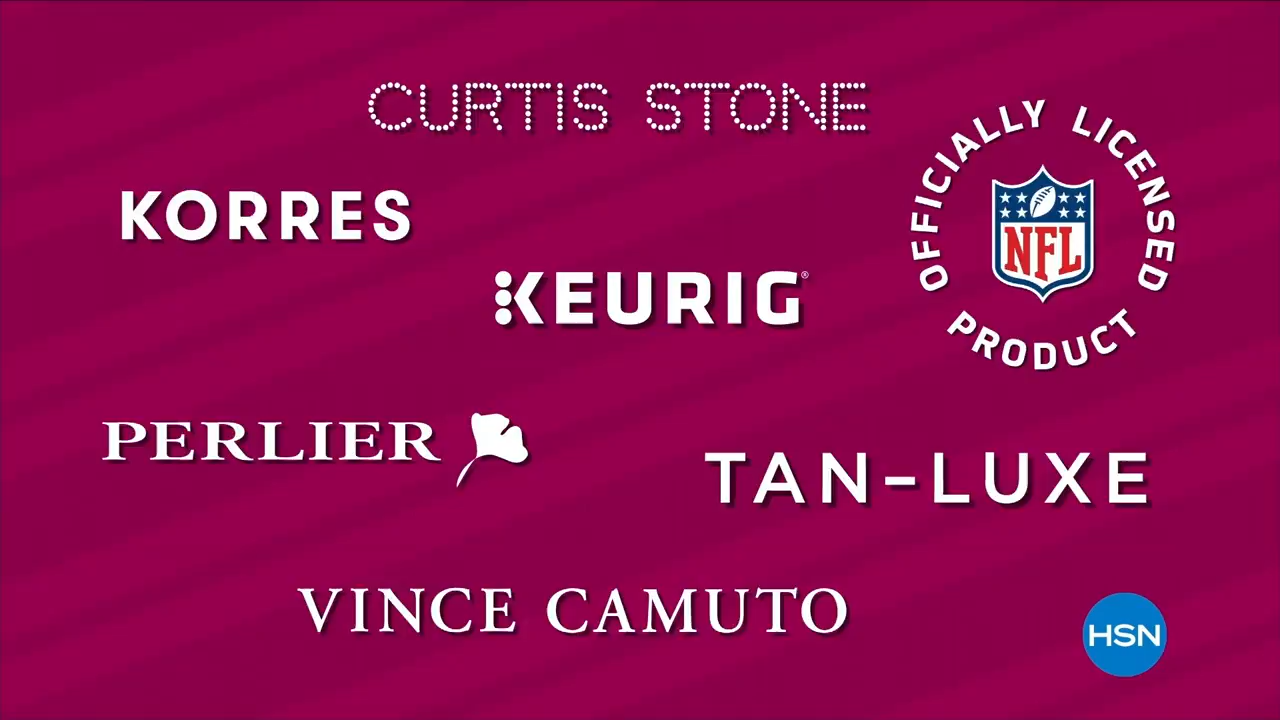 CURTIS STONE
KORRES
OFFICIALLY LICENSED
NFL
PRODUCT
KEURIG®
PERLIER
TAN-LUXE
VINCE CAMUTO
HSN